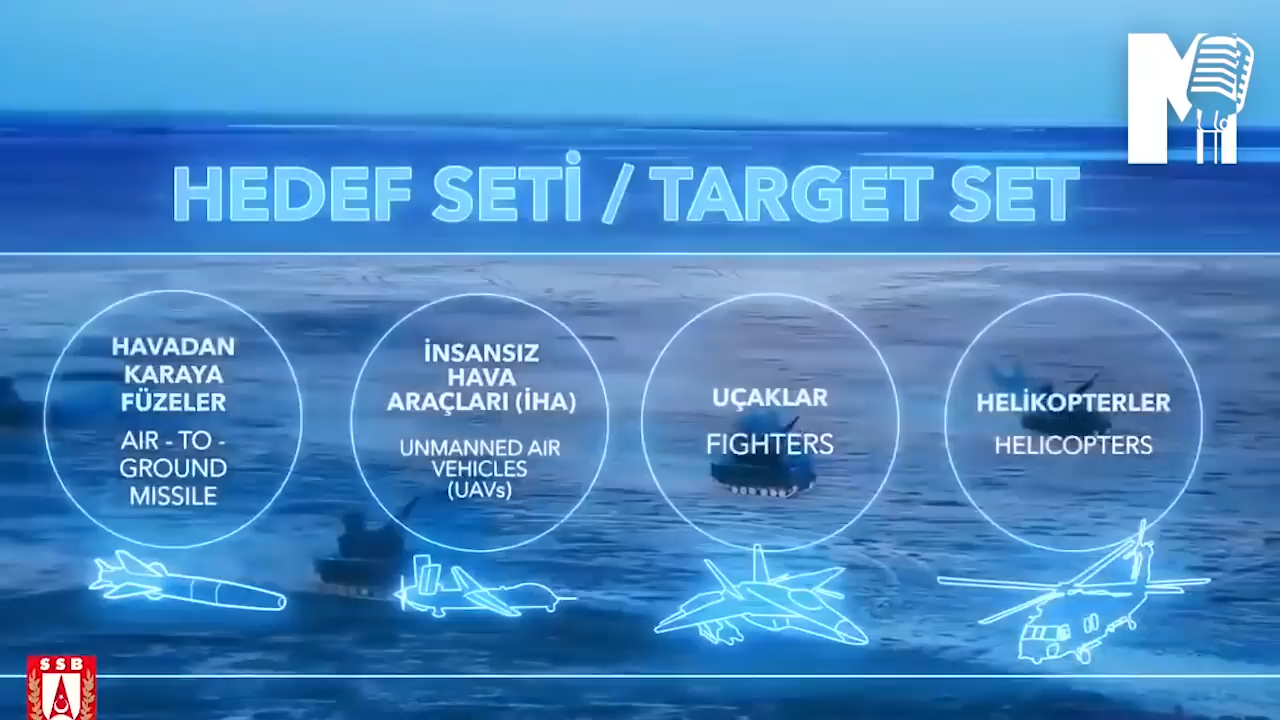 M
HEDEF SETİ / TARGET SET
HAVADAN
KARAYA
FÜZELER
AIR - TO -
GROUND
MISSILE
İNSANSIZ
HAVA
ARAÇLARI (İHA)
UNMANNED AIR
VEHICLES
(UAVs)
UÇAKLAR
FIGHTERS
HELİKOPTERLER
HELICOPTERS
SSB